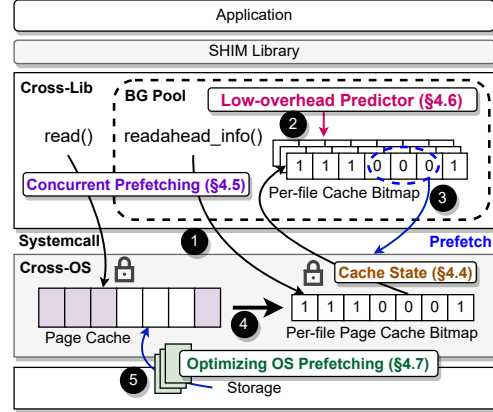 Application
SHIM Library
Cross-Lib
BG Pool
Low-overhead Predictor (§4.6)
read()
readahead_info()
2
1 1 1 0 0 0 1
Concurrent Prefetching (§4.5)
Per-file Cache Bitmap
3
Systemcall
1
Prefetch
Cross-OS
Cache State (§4.4)
1 1 1 0 0 0 1
Page Cache
4
Per-file Page Cache Bitmap
Optimizing OS Prefetching (§4.7)
5
Storage